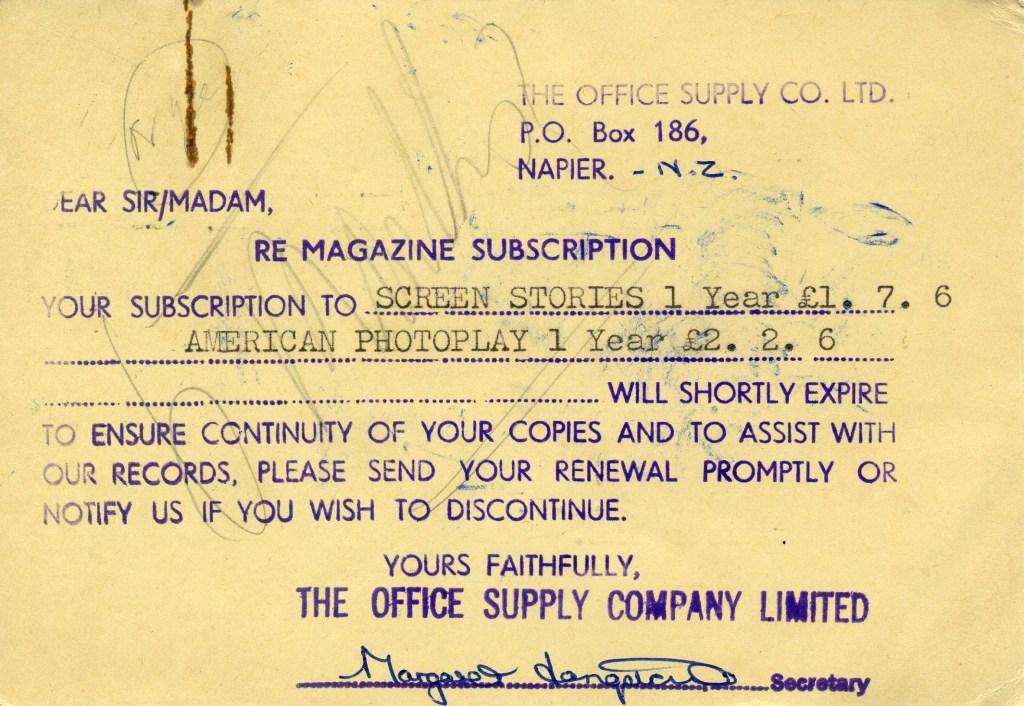 THE OFFICE SUPPLY CO. LTD.
P.O. Box 186,
NAPIER. - N.Z.
DEAR SIR/MADAM,
RE MAGAZINE SUBSCRIPTION
YOUR SUBSCRIPTION TO SCREEN STORIES 1 Year £1. 7. 6
AMERICAN PHOTOPLAY 1 Year £2. 2. 6
WILL SHORTLY EXPIRE
TO ENSURE CONTINUITY OF YOUR COPIES AND TO ASSIST WITH
OUR RECORDS, PLEASE SEND YOUR RENEWAL PROMPTLY OR
NOTIFY US IF YOU WISH TO DISCONTINUE.
YOURS FAITHFULLY,
THE OFFICE SUPPLY COMPANY LIMITED
Margaret
Secretary